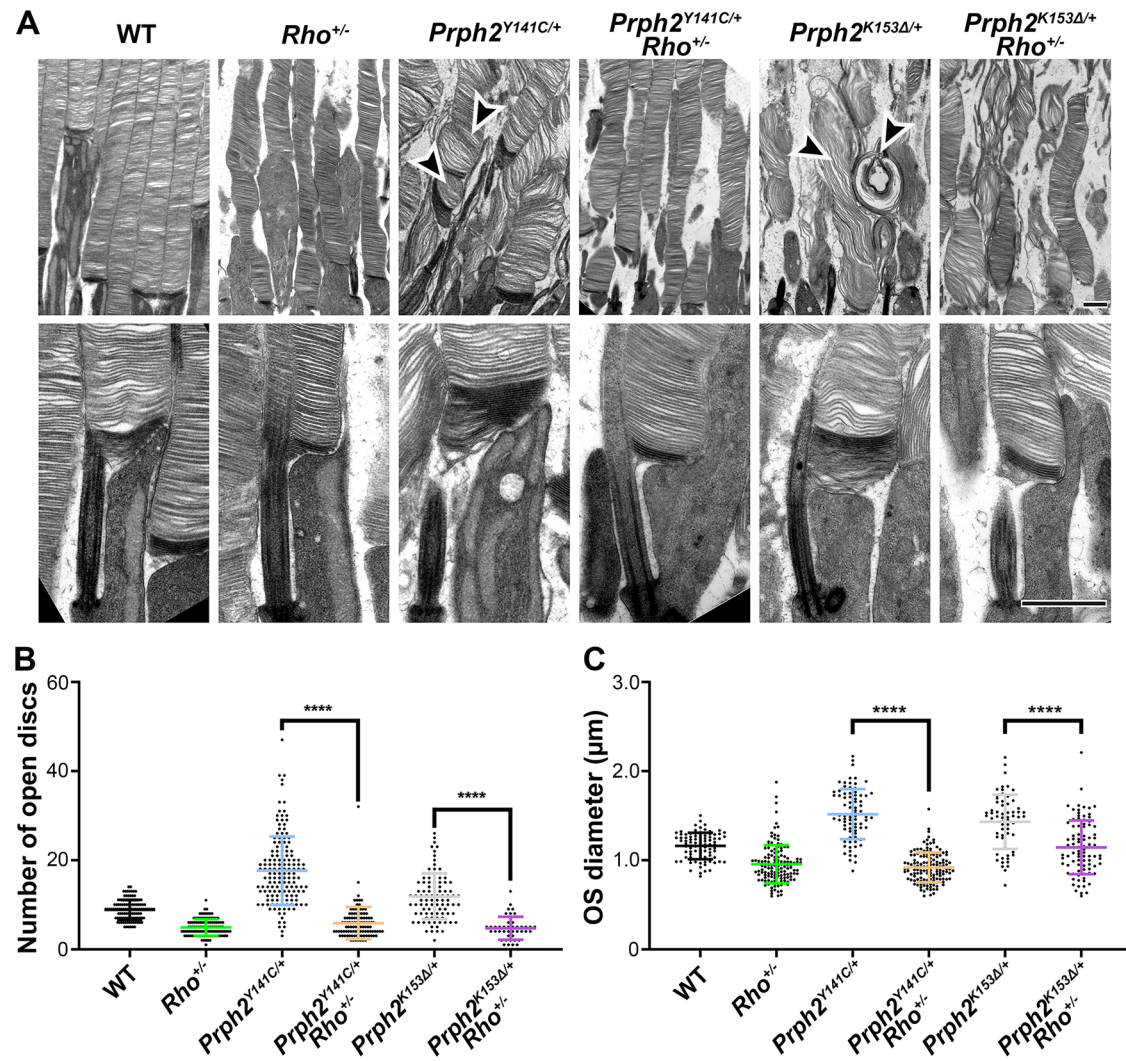 A
WT
Rho+/-
Prph2Y141C/+
Prph2Y141C/+
Rho+/-
Prph2K153Δ/+
Prph2K153Δ/+
Rho+/-
B
Number of open discs
60
40
20
0
****
****
WT
Rho+/-
Prph2Y141C/+
Prph2Y141C/+
Rho+/-
Prph2K153Δ/+
Prph2K153Δ/+
Rho+/-
C
OS diameter (µm)
3.0
2.0
1.0
0
****
****
WT
Rho+/-
Prph2Y141C/+
Prph2Y141C/+
Rho+/-
Prph2K153Δ/+
Prph2K153Δ/+
Rho+/-